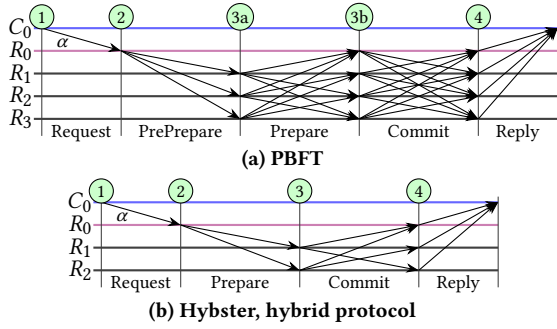 1 2 3a 3b 4
C0
α
R0
R1
R2
R3
Request PrePrepare Prepare Commit Reply
(a) PBFT
1 2 3 4
C0
α
R0
R1
R2
Request Prepare Commit Reply
(b) Hybster, hybrid protocol